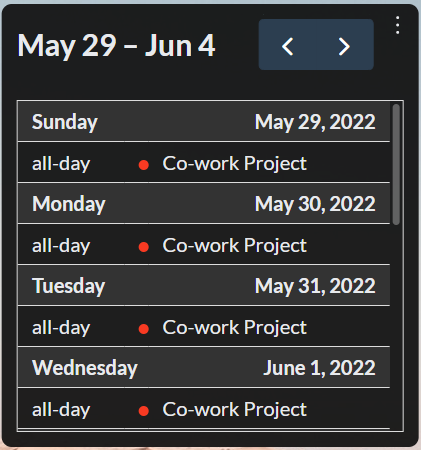 May 29 – Jun 4
Sunday May 29, 2022
all-day Co-work Project
Monday May 30, 2022
all-day Co-work Project
Tuesday May 31, 2022
all-day Co-work Project
Wednesday June 1, 2022
all-day Co-work Project